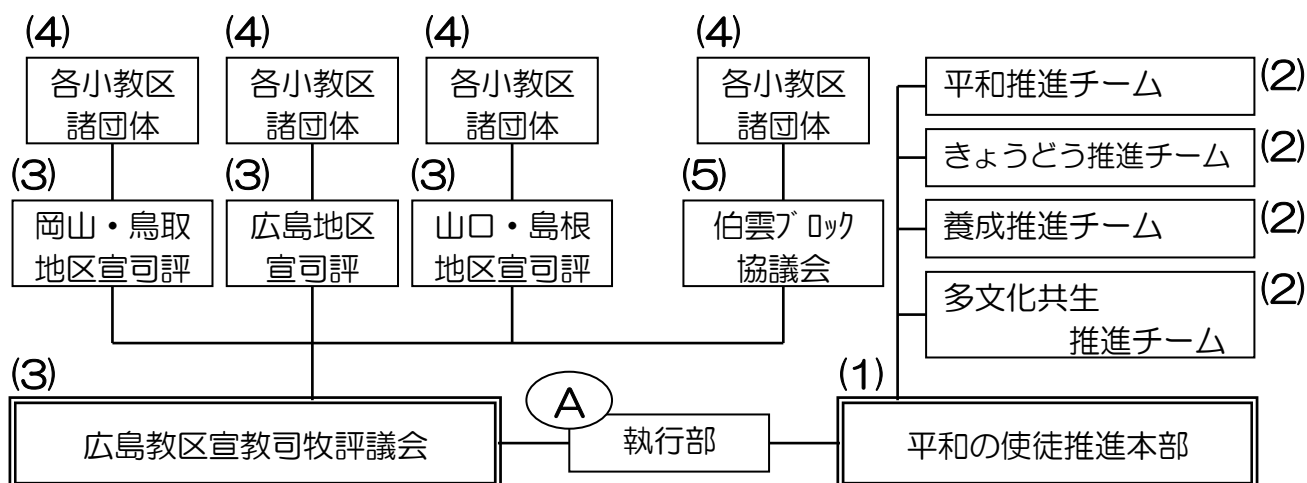 (4)
(4)
(4)
(4)
各小教区
諸団体
各小教区
諸団体
各小教区
諸団体
各小教区
諸団体
平和推進チーム
(2)
きょうどう推進チーム
(2)
養成推進チーム
(2)
多文化共生
推進チーム
(2)
(3)
(3)
(3)
(5)
岡山・鳥取
地区宣司評
広島地区
宣司評
山口・島根
地区宣司評
伯雲ブロック
協議会
(3)
広島教区宣教司牧評議会
A
執行部
(1)
平和の使徒推進本部